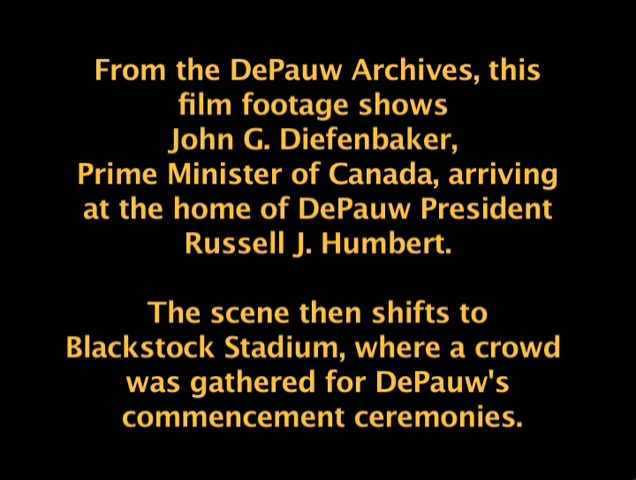 From the DePauw Archives, this
film footage shows
John G. Diefenbaker,
Prime Minister of Canada, arriving
at the home of DePauw President
Russell J. Humbert.
The scene then shifts to
Blackstock Stadium, where a crowd
was gathered for DePauw's
commencement ceremonies.